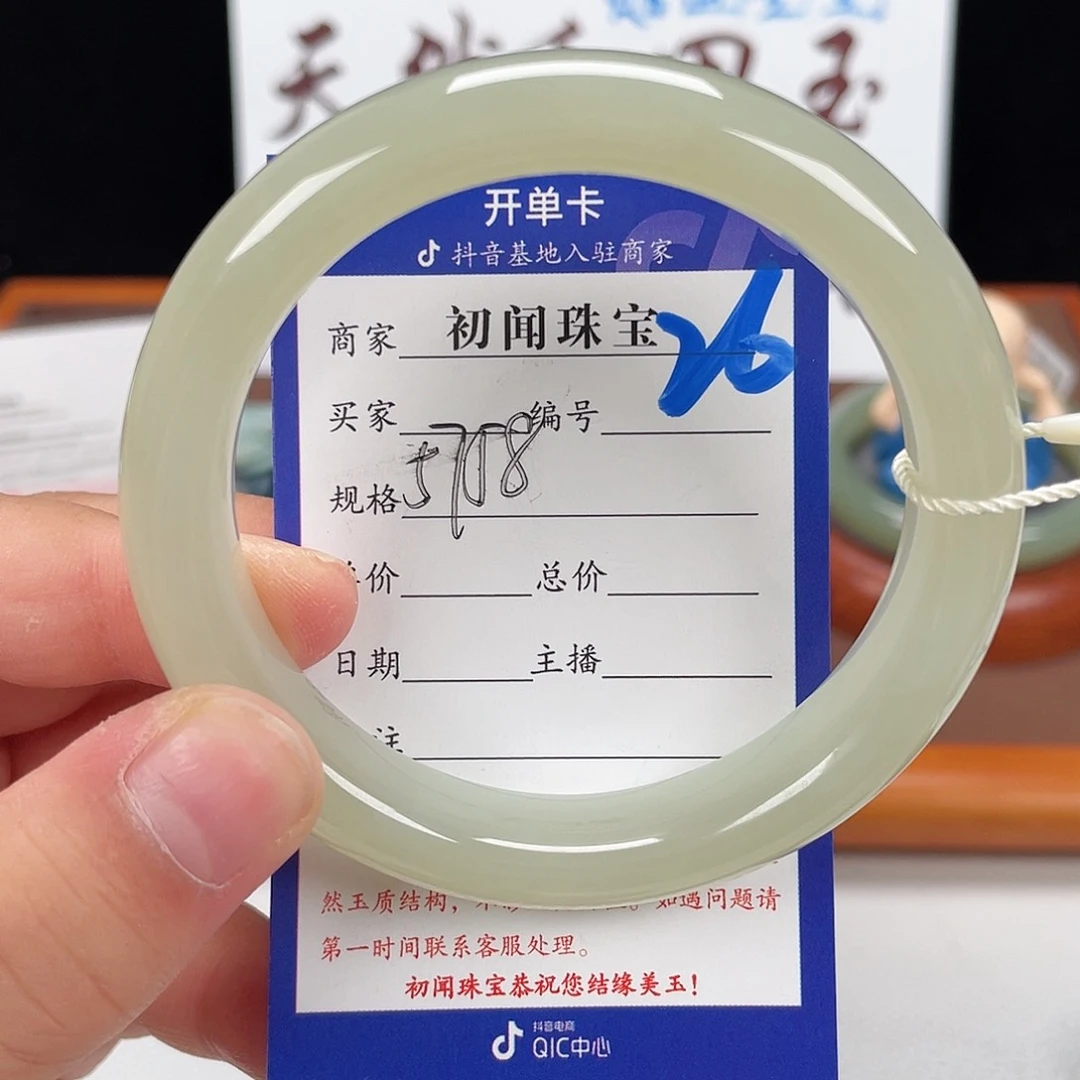 天 玉
开单卡
抖音基地入驻商家
商家 初闻珠宝 26
买家 编号
规格 5708
价 总价
日期 主播
注
然玉质结构, 如遇问题请
第一时间联系客服处理。
初闻珠宝恭祝您结缘美玉!
抖音电商
QIC中心